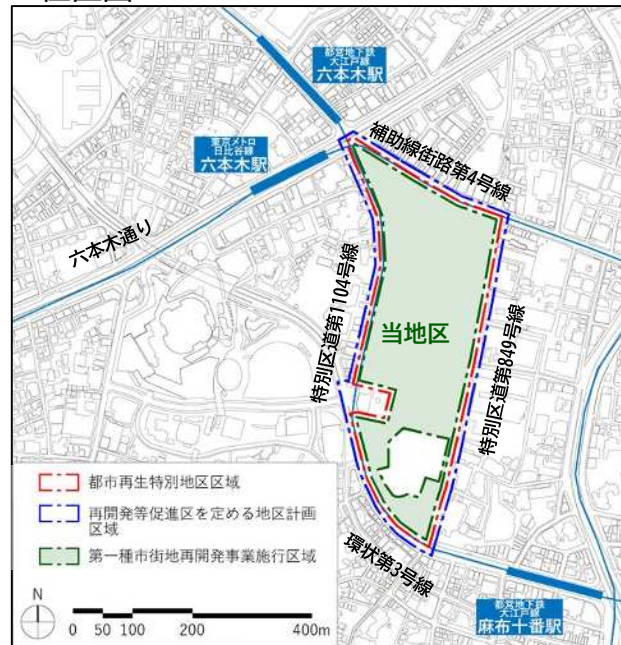 都営地下鉄
大江戸線
六本木駅
東京メトロ
日比谷線
六本木駅
補助線街路第4号線
六本木通り
特別区道第1104号線
当地区
特別区道第849号線
都市再生特別地区区域
再開発等促進区を定める地区計画
区域
第一種市街地再開発事業施行区域
環状第3号線
N
0 50 100 200 400m
都営地下鉄
大江戸線
麻布十番駅